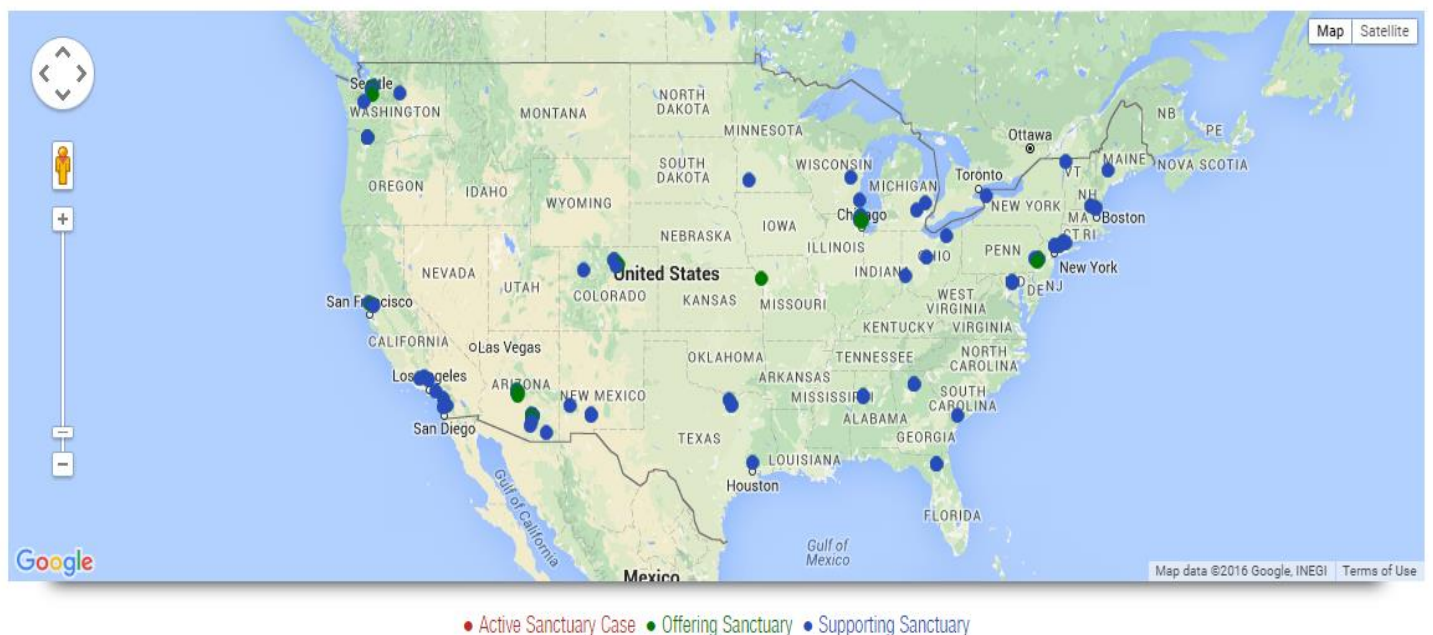 Map Satellite
NB
PE
Ottawa
Seattle
WASHINGTON
MONTANA
NORTH
DAKOTA
MINNESOTA
VT
MAINE
NOVA SCOTIA
SOUTH
DAKOTA
WISCONSIN
MICHIGAN
Toronto
NH
OREGON
IDAHO
WYOMING
NEW YORK
MA
Boston
Chicago
CT RI
IOWA
NEBRASKA
ILLINOIS
OHIO
PENN
New York
NEVADA
UTAH
United States
INDIANA
COLORADO
KANSAS
MISSOURI
WEST
VIRGINIA
MD
DE
NJ
San Francisco
KENTUCKY
VIRGINIA
CALIFORNIA
Las Vegas
OKLAHOMA
TENNESSEE
NORTH
CAROLINA
Los Angeles
ARIZONA
NEW MEXICO
ARKANSAS
MISSISSIPPI
SOUTH
CAROLINA
ALABAMA
San Diego
TEXAS
GEORGIA
LOUISIANA
Houston
Gulf of California
FLORIDA
Gulf of
Mexico
Google
Mexico
Map data ©2016 Google, INEGI Terms of Use
• Active Sanctuary Case • Offering Sanctuary • Supporting Sanctuary